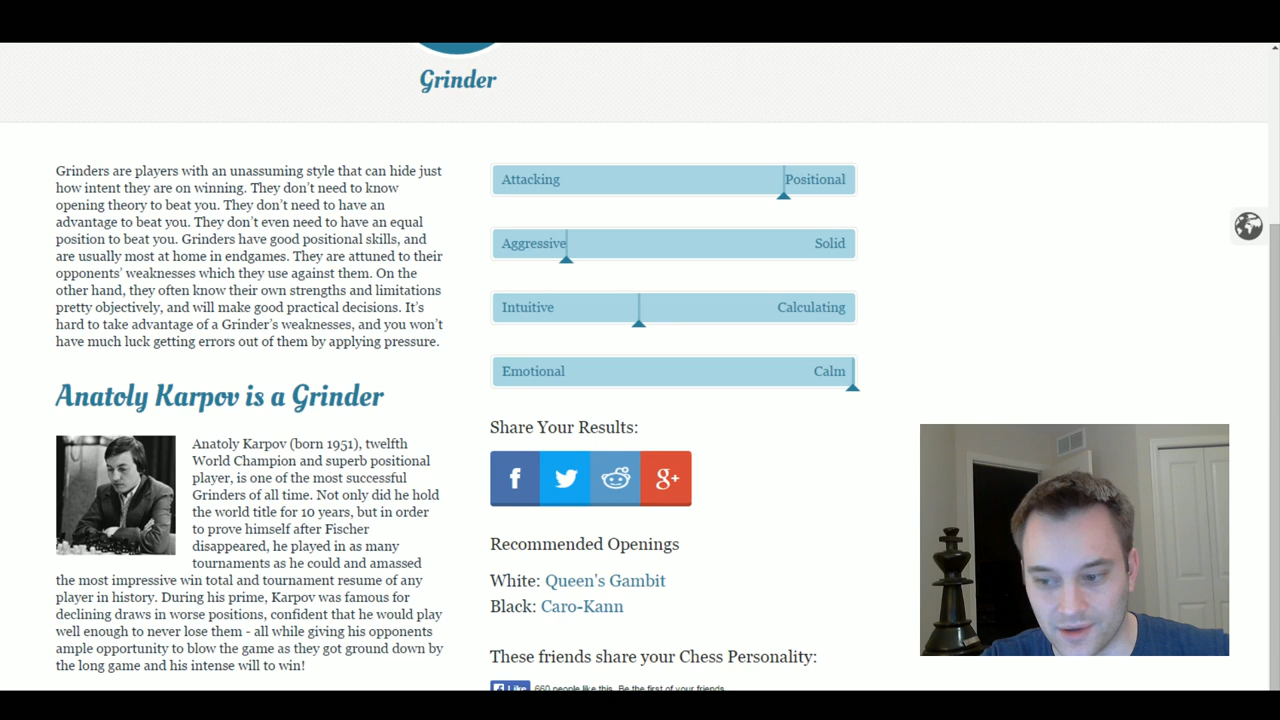 Grinder
Grinders are players with an unassuming style that can hide just
how intent they are on winning. They don't need to know
opening theory to beat you. They don't need to have an
advantage to beat you. They don't even need to have an equal
position to beat you. Grinders have good positional skills, and
are usually most at home in endgames. They are attuned to their
opponents' weaknesses which they use against them. On the
other hand, they often know their own strengths and limitations
pretty objectively, and will make good practical decisions. It's
hard to take advantage of a Grinder's weaknesses, and you won't
have much luck getting errors out of them by applying pressure.
Anatoly Karpov is a Grinder
Anatoly Karpov (born 1951), twelfth
World Champion and superb positional
player, is one of the most successful
Grinders of all time. Not only did he hold
the world title for 10 years, but in order
to prove himself after Fischer
disappeared, he played in as many
tournaments as he could and amassed
the most impressive win total and tournament resume of any
player in history. During his prime, Karpov was famous for
declining draws in worse positions, confident that he would play
well enough to never lose them - all while giving his opponents
ample opportunity to blow the game as they got ground down by
the long game and his intense will to win!
Attacking Positional
Aggressive Solid
Intuitive Calculating
Emotional Calm
Share Your Results:
f g+
Recommended Openings
White: Queen's Gambit
Black: Caro-Kann
These friends share your Chess Personality:
f Like 660 people like this. Be the first of your friends.